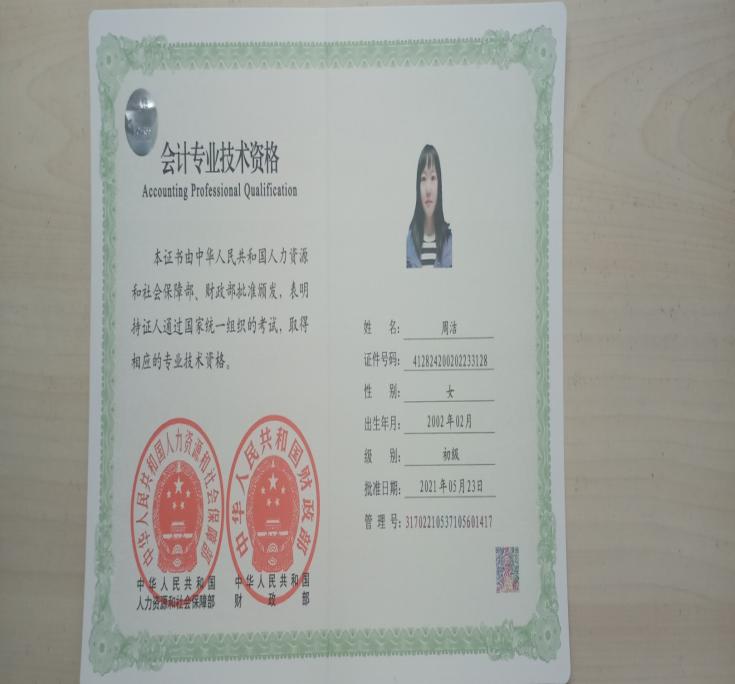 会计专业技术资格
Accounting Professional Qualification
本证书由中华人民共和国人力资源
和社会保障部、财政部批准颁发，表明
持证人通过国家统一组织的考试，取得
相应的专业技术资格。
中华人民共和国人力资源和社会保障部
中华人民共和国财政部
中华人民共和国
人力资源和社会保障部
中华人民共和国
财政部
姓名：周洁
证件号码：412824200202233128
性别：女
出生年月：2002年02月
级别：初级
批准日期：2021年05月23日
管理号：31702210537105601417